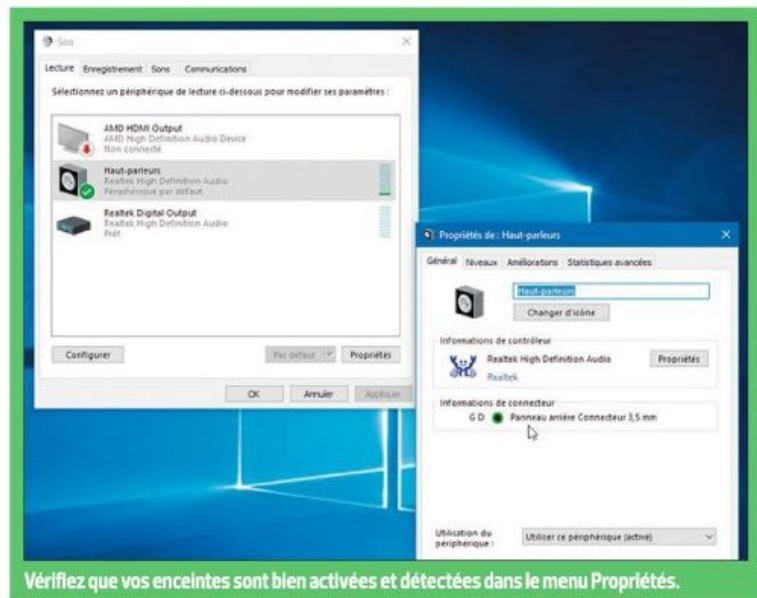 Son
Lecture Enregistrement Sons Communications
Sélectionnez un périphérique de lecture ci-dessous pour modifier ses paramètres :
AMD HDMI Output
AMD High Definition Audio Device
Non connecté
Haut-parleurs
Realtek High Definition Audio
Périphérique par défaut
Realtek Digital Output
Realtek High Definition Audio
Prêt
Configurer Par défaut Propriétés
OK Annuler Appliquer
Propriétés de : Haut-parleurs
Général Niveaux Améliorations Statistiques avancées
Haut-parleurs
Changer d'icône
Informations de contrôleur
Realtek High Definition Audio Propriétés
Realtek
Informations de connecteur
G D Panneau arrière Connecteur 3,5 mm
Utilisation du
périphérique : Utiliser ce périphérique (activé)
Vérifiez que vos enceintes sont bien activées et détectées dans le menu Propriétés.